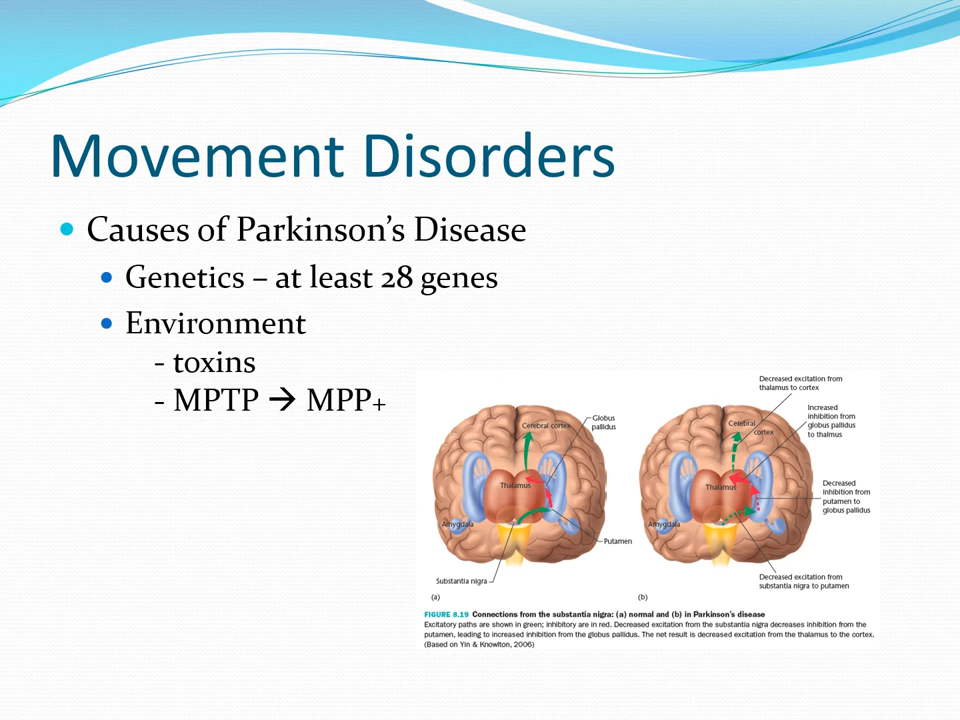 Movement Disorders
• Causes of Parkinson’s Disease
• Genetics – at least 28 genes
• Environment
- toxins
- MPTP → MPP+
Decreased excitation from
thalamus to cortex
Globus
pallidus
Cerebral cortex
Thalamus
Amygdala
Putamen
Substantia nigra
(a)
Increased
inhibition from
globus pallidus
to thalmus
Cerebral
cortex
Thalamus
Decreased
inhibition from
putamen to
globus pallidus
Amygdala
Decreased excitation from
substantia nigra to putamen
(b)
FIGURE 8.19 Connections from the substantia nigra: (a) normal and (b) in Parkinson’s disease
Excitatory paths are shown in green; inhibitory are in red. Decreased excitation from the substantia nigra decreases inhibition from the
putamen, leading to increased inhibition from the globus pallidus. The net result is decreased excitation from the thalamus to the cortex.
(Based on Yin & Knowlton, 2006)